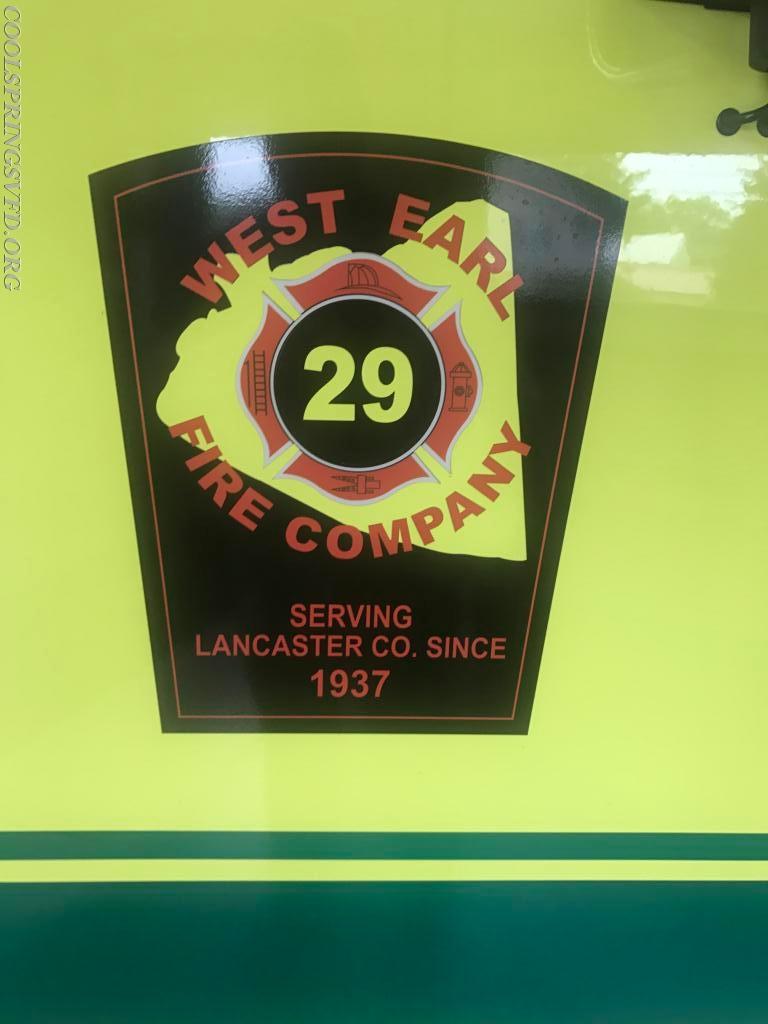 COOLSPRINGSVFD.ORG
WEST EARL
29
FIRE COMPANY
SERVING
LANCASTER CO. SINCE
1937